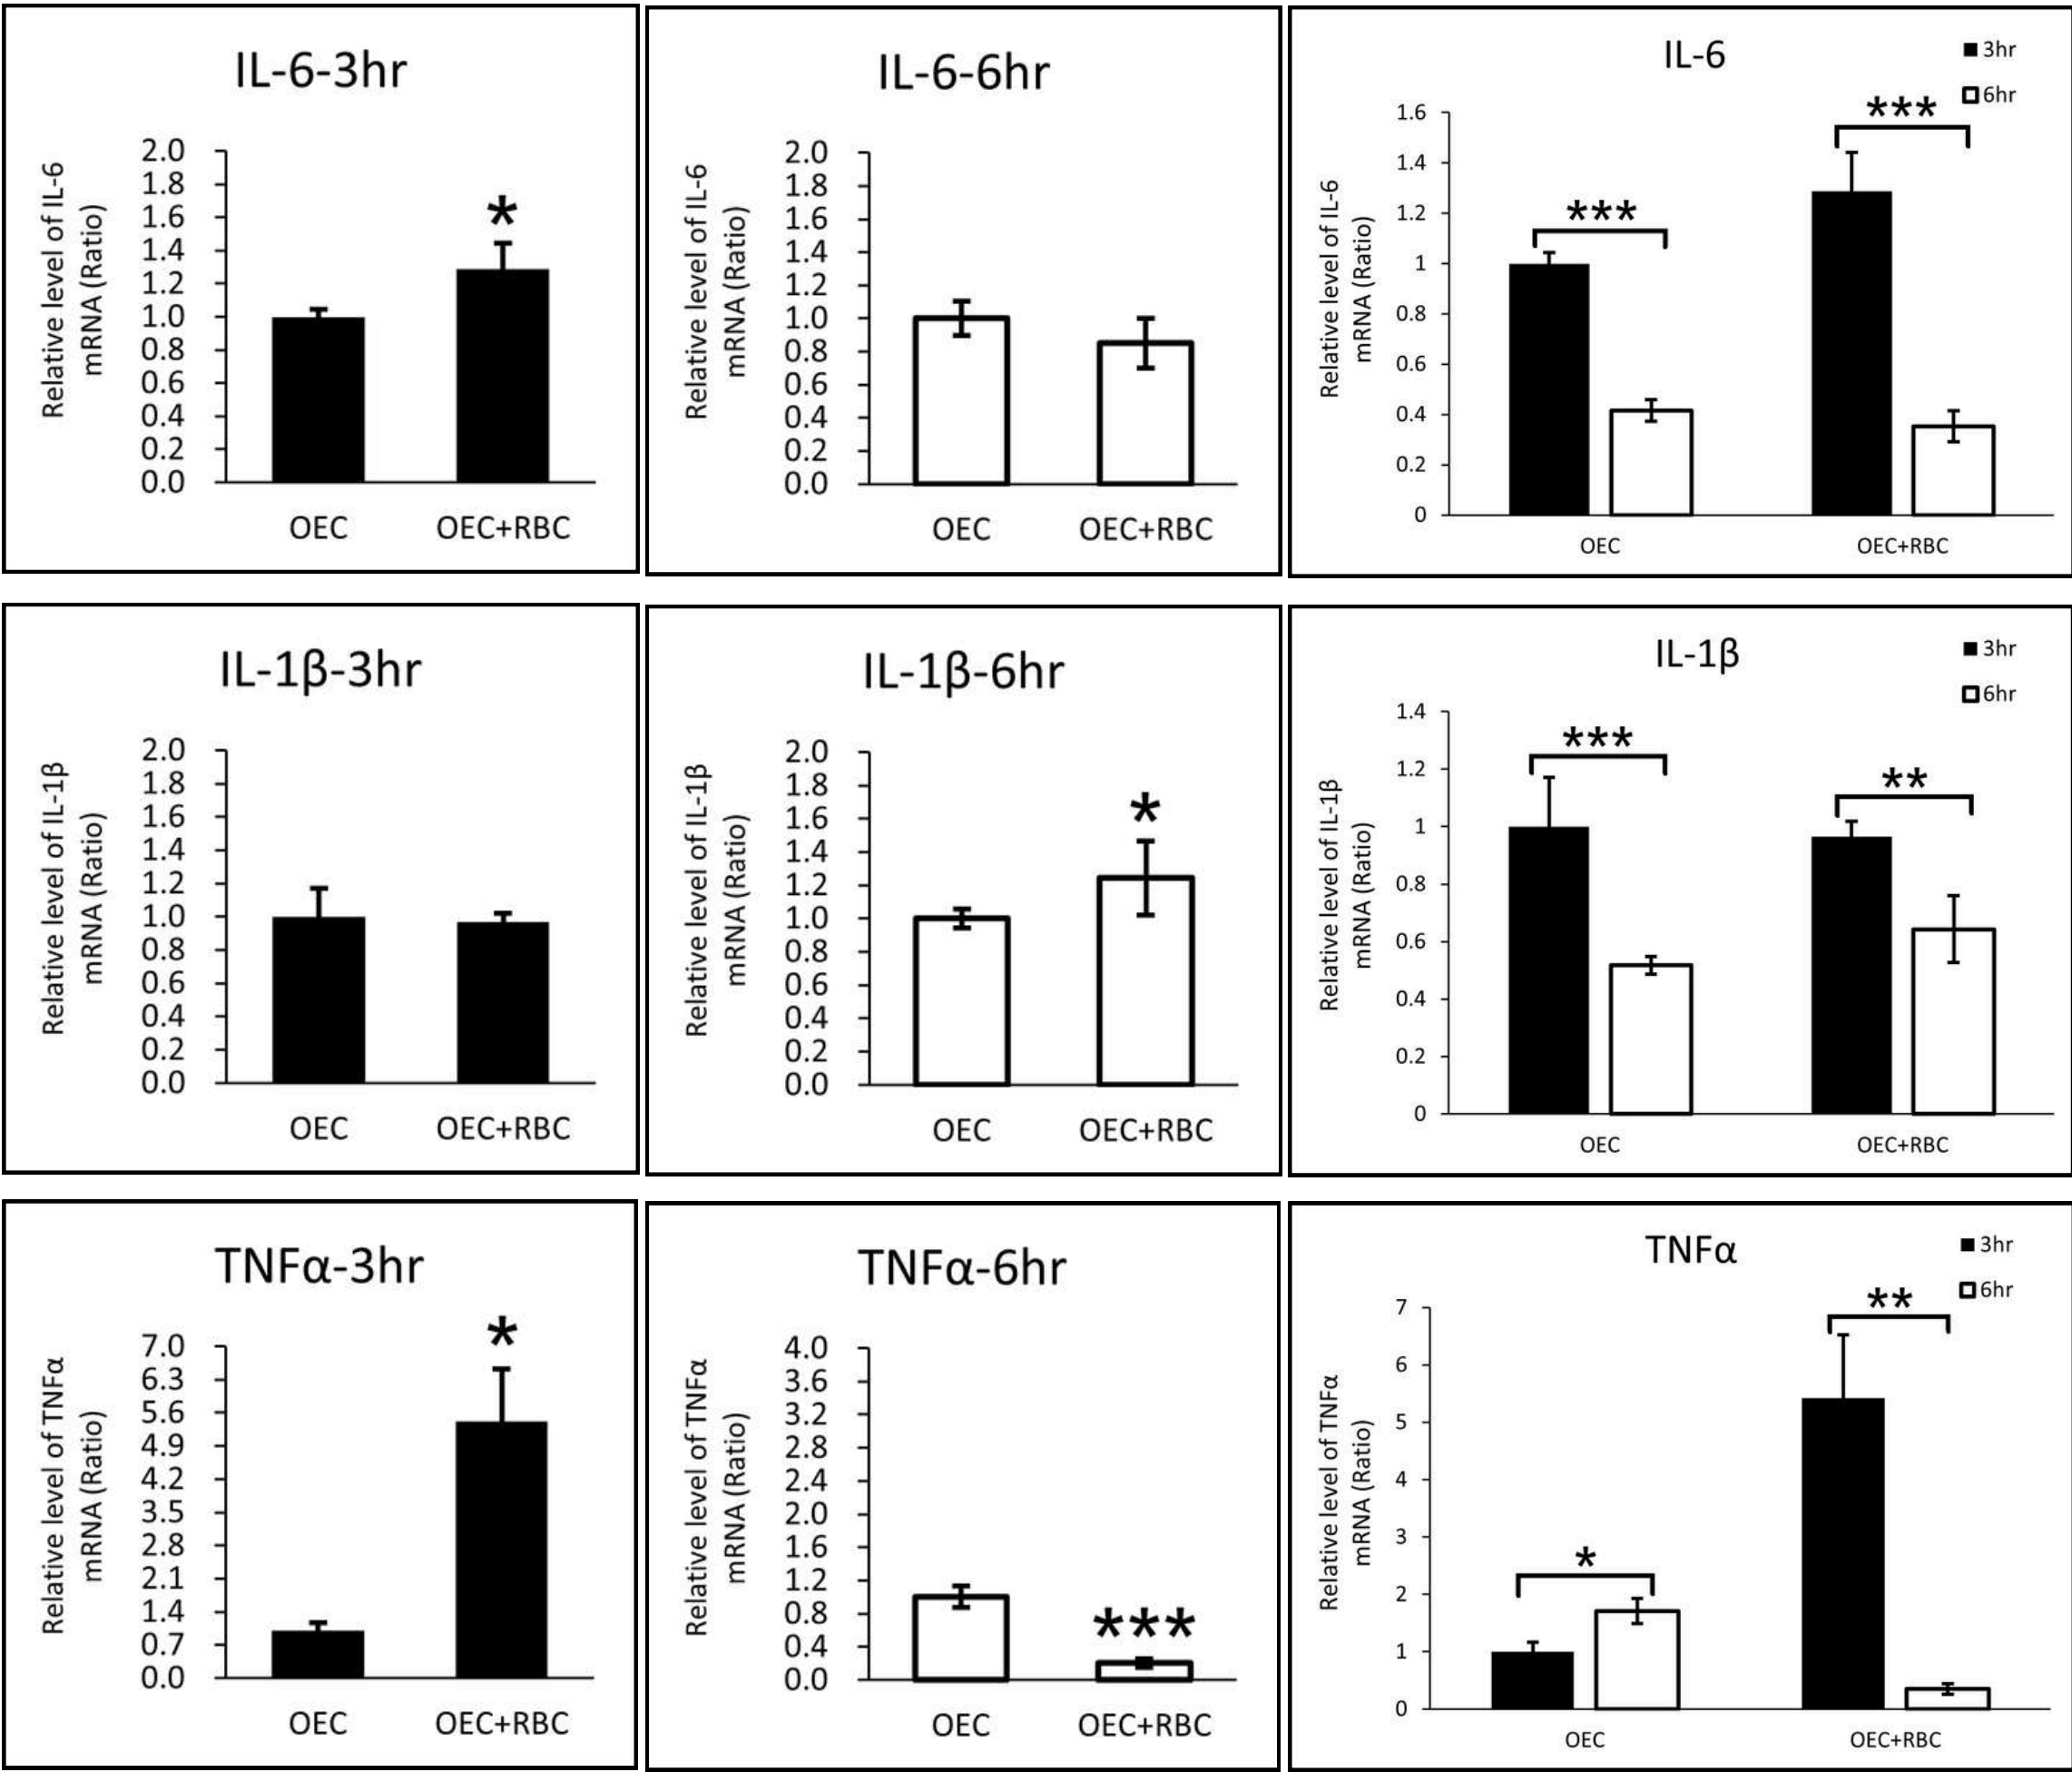 IL-6-3hr
Relative level of IL-6
mRNA (Ratio)
2.0
1.8
1.6
1.4
1.2
1.0
0.8
0.6
0.4
0.2
0.0
*
OEC
OEC+RBC
IL-6-6hr
Relative level of IL-6
mRNA (Ratio)
2.0
1.8
1.6
1.4
1.2
1.0
0.8
0.6
0.4
0.2
0.0
OEC
OEC+RBC
IL-6
3hr
6hr
Relative level of IL-6
mRNA (Ratio)
1.6
1.4
1.2
1
0.8
0.6
0.4
0.2
0
***
***
OEC
OEC+RBC
IL-1β-3hr
Relative level of IL-1β
mRNA (Ratio)
2.0
1.8
1.6
1.4
1.2
1.0
0.8
0.6
0.4
0.2
0.0
OEC
OEC+RBC
IL-1β-6hr
Relative level of IL-1β
mRNA (Ratio)
2.0
1.8
1.6
1.4
1.2
1.0
0.8
0.6
0.4
0.2
0.0
*
OEC
OEC+RBC
IL-1β
3hr
6hr
Relative level of IL-1β
mRNA (Ratio)
1.4
1.2
1
0.8
0.6
0.4
0.2
0
***
**
OEC
OEC+RBC
TNFα-3hr
Relative level of TNFα
mRNA (Ratio)
7.0
6.3
5.6
4.9
4.2
3.5
2.8
2.1
1.4
0.7
0.0
*
OEC
OEC+RBC
TNFα-6hr
Relative level of TNFα
mRNA (Ratio)
4.0
3.6
3.2
2.8
2.4
2.0
1.6
1.2
0.8
0.4
0.0
***
OEC
OEC+RBC
TNFα
3hr
6hr
Relative level of TNFα
mRNA (Ratio)
7
6
5
4
3
2
1
0
*
**
OEC
OEC+RBC